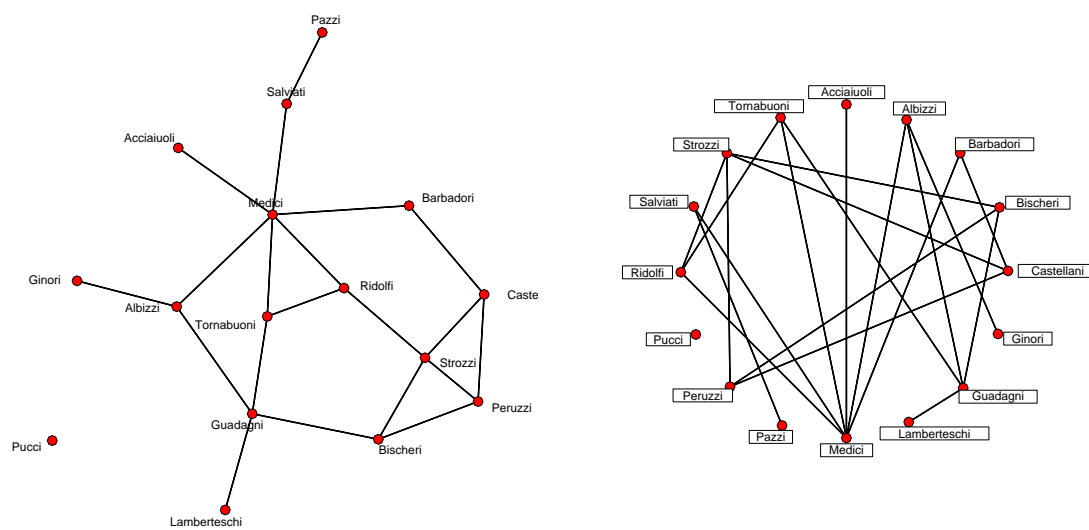 Pazzi
Salviati
Acciaiuoli
Medici
Barbadori
Ginori
Ridolfi
Albizzi
Tornabuoni
Caste
Strozzi
Peruzzi
Guadagni
Bischeri
Pucci
Lamberteschi
Acciaiuoli
Tornabuoni
Albizzi
Strozzi
Barbadori
Salviati
Bischeri
Ridolfi
Castellani
Pucci
Ginori
Peruzzi
Guadagni
Pazzi
Lamberteschi
Medici